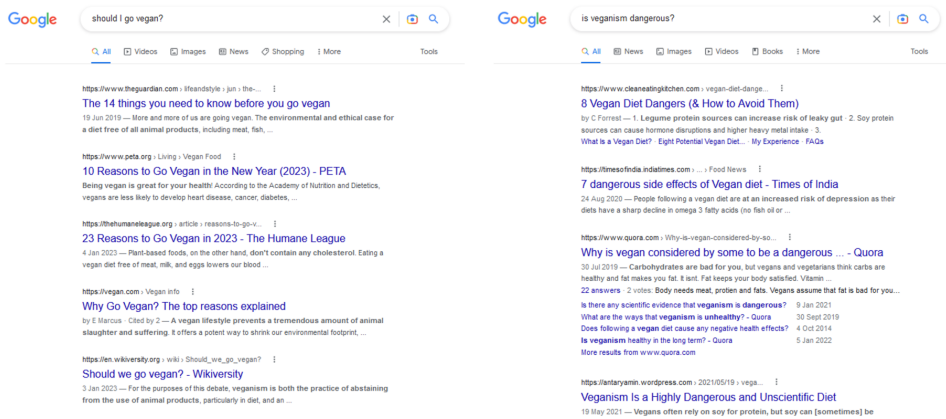 Google
should I go vegan?
All Videos Images News Shopping More Tools
https://www.theguardian.com › lifeandstyle › jun › the-...
The 14 things you need to know before you go vegan
19 Jun 2019 — More and more of us are going vegan. The environmental and ethical case for
a diet free of all animal products, including meat, fish, ...
https://www.peta.org › Living › Vegan Food
10 Reasons to Go Vegan in the New Year (2023) - PETA
Being vegan is great for your health! According to the Academy of Nutrition and Dietetics,
vegans are less likely to develop heart disease, cancer, diabetes, ...
https://thehumaneleague.org › article › reasons-to-go-v...
23 Reasons to Go Vegan in 2023 - The Humane League
4 Jan 2023 — Plant-based foods, on the other hand, don't contain any cholesterol. Eating a
vegan diet free of meat, milk, and eggs lowers our blood ...
https://vegan.com › Vegan info
Why Go Vegan? The top reasons explained
by E Marcus · Cited by 2 — A vegan lifestyle prevents a tremendous amount of animal
slaughter and suffering. It offers a potent way to shrink our environmental footprint, ...
https://en.wikiversity.org › wiki › Should_we_go_vegan?
Should we go vegan? - Wikiversity
3 Jan 2023 — For the purposes of this debate, veganism is both the practice of abstaining
from the use of animal products, particularly in diet, and an ...
Google
is veganism dangerous?
All News Images Videos Books More Tools
https://www.cleaneatingkitchen.com › vegan-diet-dange...
8 Vegan Diet Dangers (& How to Avoid Them)
by C Forrest — 1. Legume protein sources can increase risk of leaky gut · 2. Soy protein
sources can cause hormone disruptions and higher heavy metal intake · 3.
What Is a Vegan Diet? · Eight Potential Vegan Diet... · My Experience · FAQs
https://timesofindia.indiatimes.com › ... › Food News
7 dangerous side effects of Vegan diet - Times of India
24 Aug 2020 — People following a vegan diet are at an increased risk of depression as their
diets have a sharp decline in omega 3 fatty acids (no fish oil or ...
https://www.quora.com › Why-is-vegan-considered-by-so...
Why is vegan considered by some to be a dangerous ... - Quora
30 Jul 2019 — Carbohydrates are bad for you, but vegans and vegetarians think carbs are
healthy and fat makes you fat. It isnt. Fat keeps your body satisfied. Vitamin ...
22 answers · 2 votes: Body needs meat, protien and fats. Vegans assume that fat is bad for you...
Is there any scientific evidence that veganism is dangerous? 9 Jan 2021
What are the ways that veganism is unhealthy? - Quora 30 Sept 2019
Does following a vegan diet cause any negative health effects? 4 Oct 2014
Is veganism healthy in the long term? - Quora 5 Jan 2022
More results from www.quora.com
https://antaryamin.wordpress.com › 2021/05/19 › vega...
Veganism Is a Highly Dangerous and Unscientific Diet
19 May 2021 — Vegans often rely on soy for protein, but soy can [sometimes] be